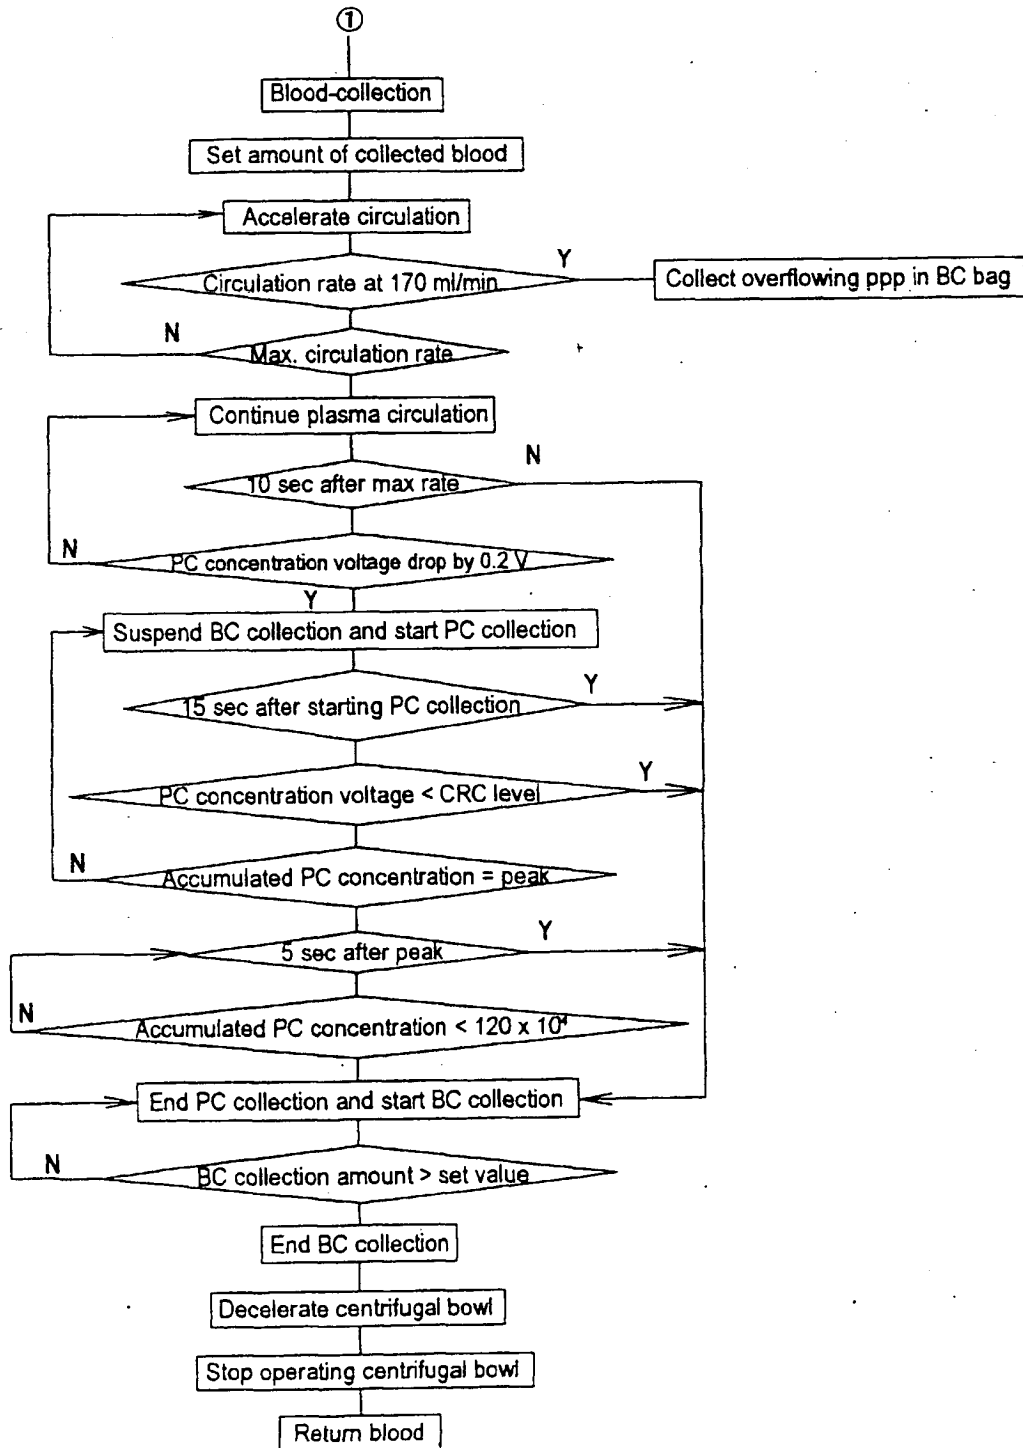 ①
Blood-collection
Set amount of collected blood
Accelerate circulation
Y
Circulation rate at 170 ml/min
Collect overflowing ppp in BC bag
N
Max. circulation rate
Continue plasma circulation
N
10 sec after max rate
N
PC concentration voltage drop by 0.2 V
Y
Suspend BC collection and start PC collection
Y
15 sec after starting PC collection
Y
PC concentration voltage < CRC level
N
Accumulated PC concentration = peak
Y
5 sec after peak
N
Accumulated PC concentration < 120 x 10⁴
End PC collection and start BC collection
N
BC collection amount > set value
End BC collection
Decelerate centrifugal bowl
Stop operating centrifugal bowl
Return blood